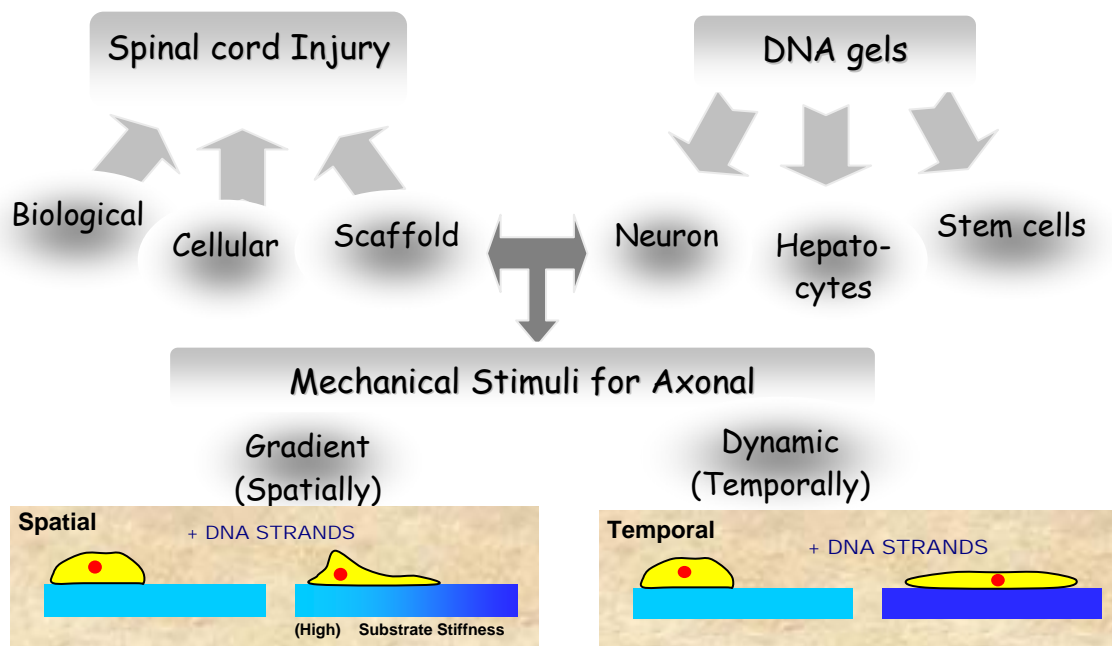 Spinal cord Injury
DNA gels
Biological
Cellular
Scaffold
Neuron
Hepato-
cytes
Stem cells
Mechanical Stimuli for Axonal
Gradient
(Spatially)
Dynamic
(Temporally)
Spatial
+ DNA STRANDS
(High) Substrate Stiffness
Temporal
+ DNA STRANDS